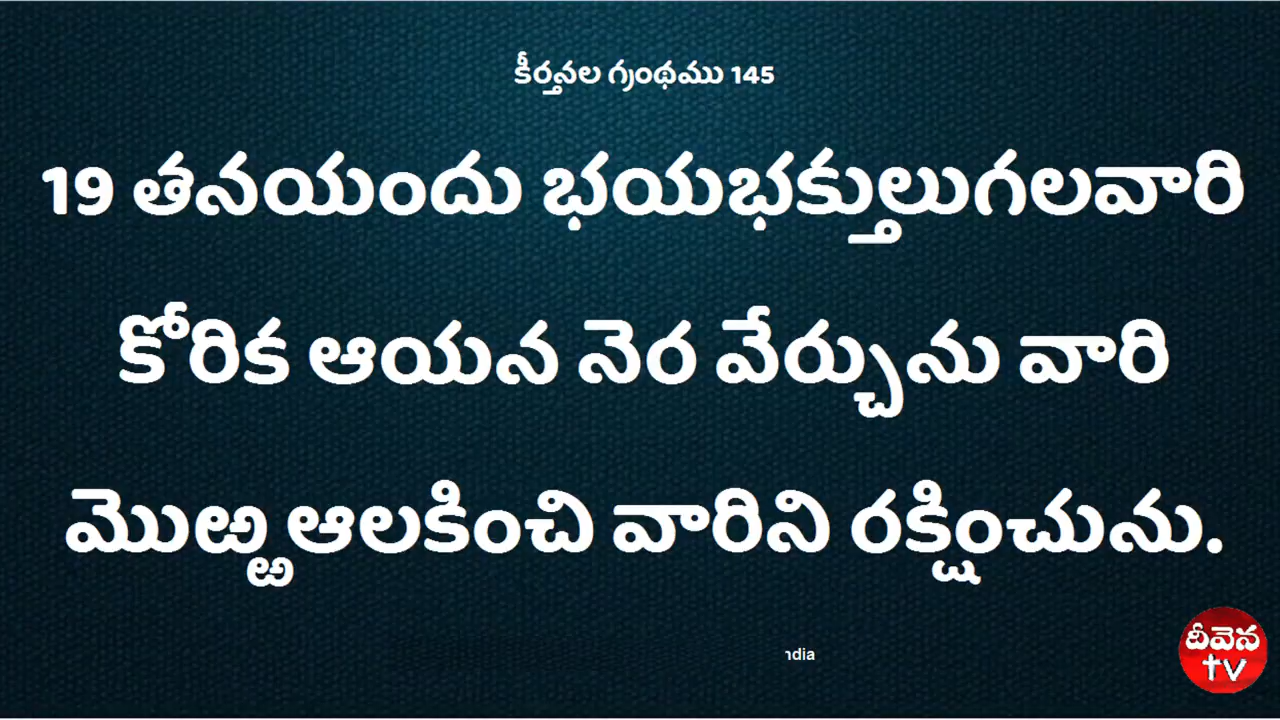 కీర్తనల గ్రంథము 145
19 తనయందు భయభక్తులుగలవారి
కోరిక ఆయన నెర వేర్చును వారి
మొఱ్ఱ ఆలకించి వారిని రక్షించును.
దీవెన
tv